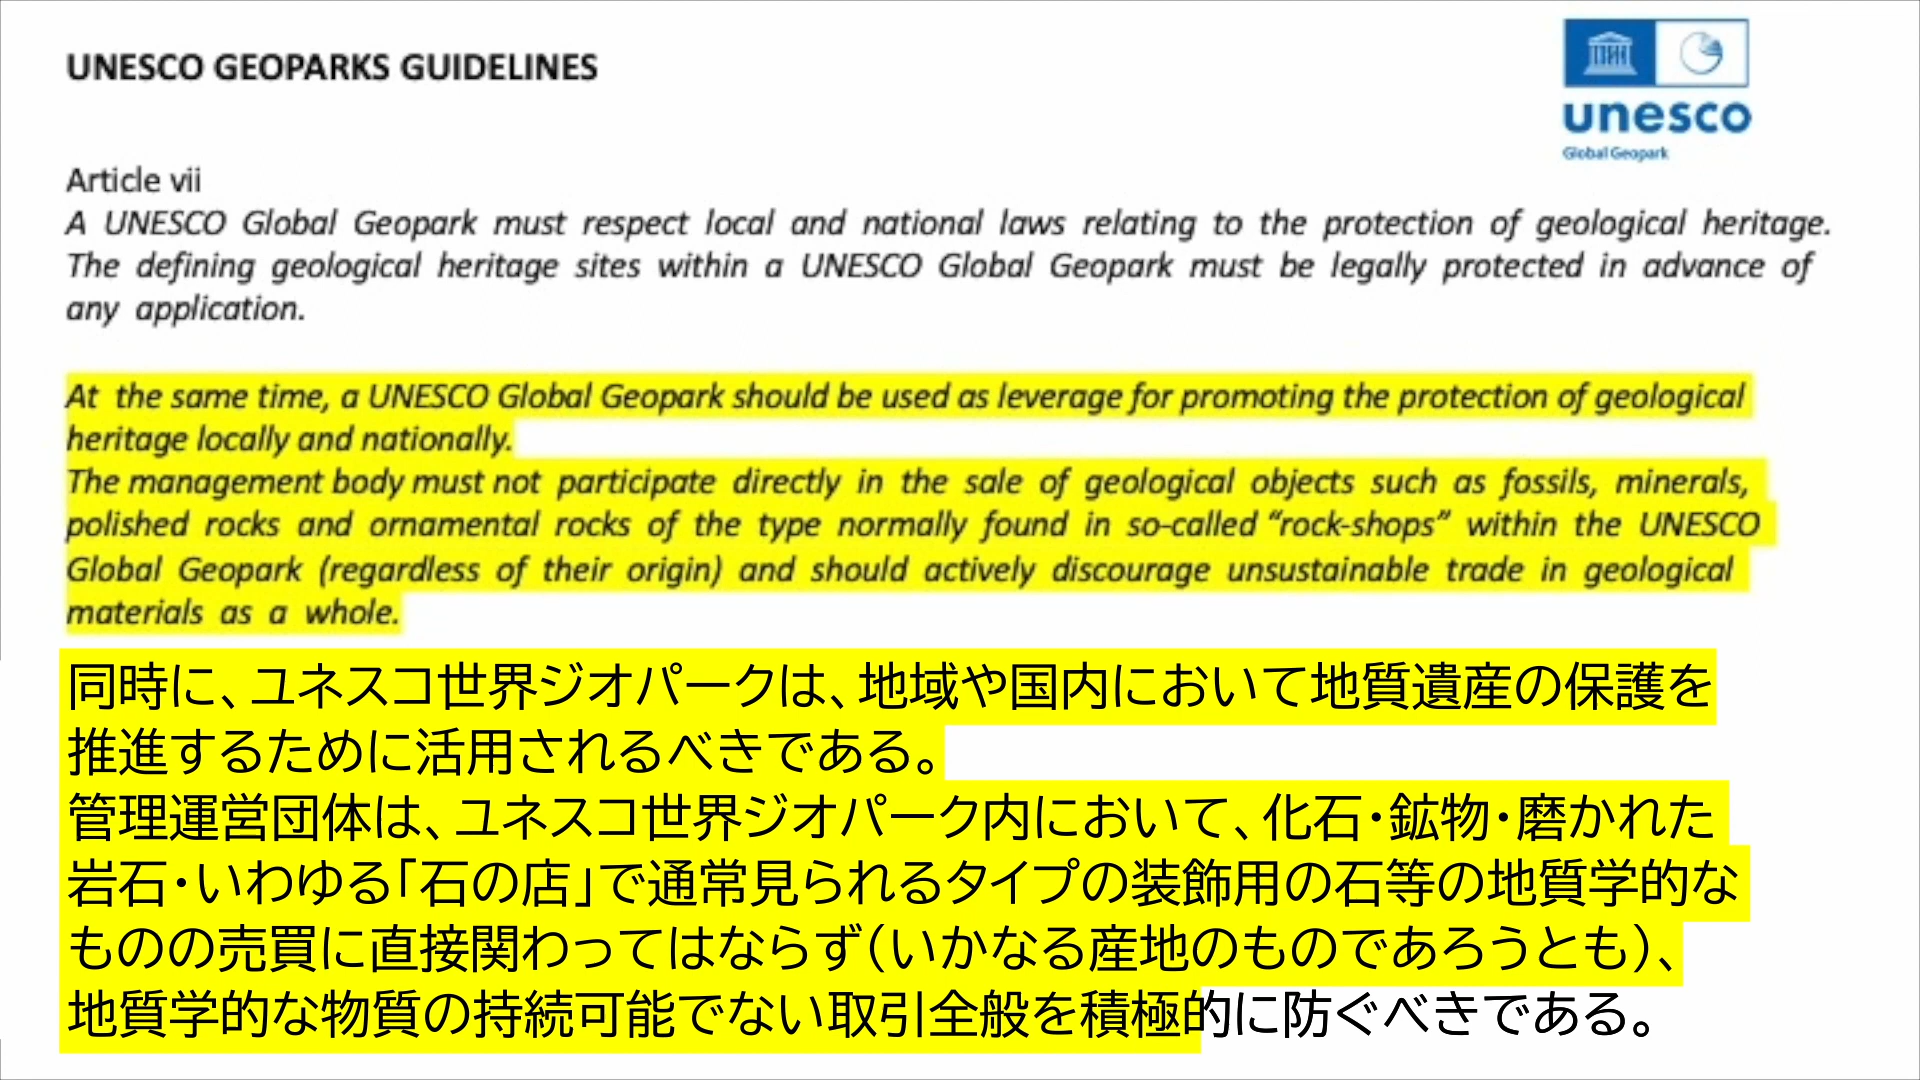 UNESCO GEOPARKS GUIDELINES
unesco
Global Geopark
Article vii
A UNESCO Global Geopark must respect local and national laws relating to the protection of geological heritage.
The defining geological heritage sites within a UNESCO Global Geopark must be legally protected in advance of
any application.
At the same time, a UNESCO Global Geopark should be used as leverage for promoting the protection of geological
heritage locally and nationally.
The management body must not participate directly in the sale of geological objects such as fossils, minerals,
polished rocks and ornamental rocks of the type normally found in so-called “rock-shops” within the UNESCO
Global Geopark (regardless of their origin) and should actively discourage unsustainable trade in geological
materials as a whole.
同時に、ユネスコ世界ジオパークは、地域や国内において地質遺産の保護を
推進するために活用されるべきである。
管理運営団体は、ユネスコ世界ジオパーク内において、化石・鉱物・磨かれた
岩石・いわゆる「石の店」で通常見られるタイプの装飾用の石等の地質学的な
ものの売買に直接関わってはならず（いかなる産地のものであろうとも）、
地質学的な物質の持続可能でない取引全般を積極的に防ぐべきである。